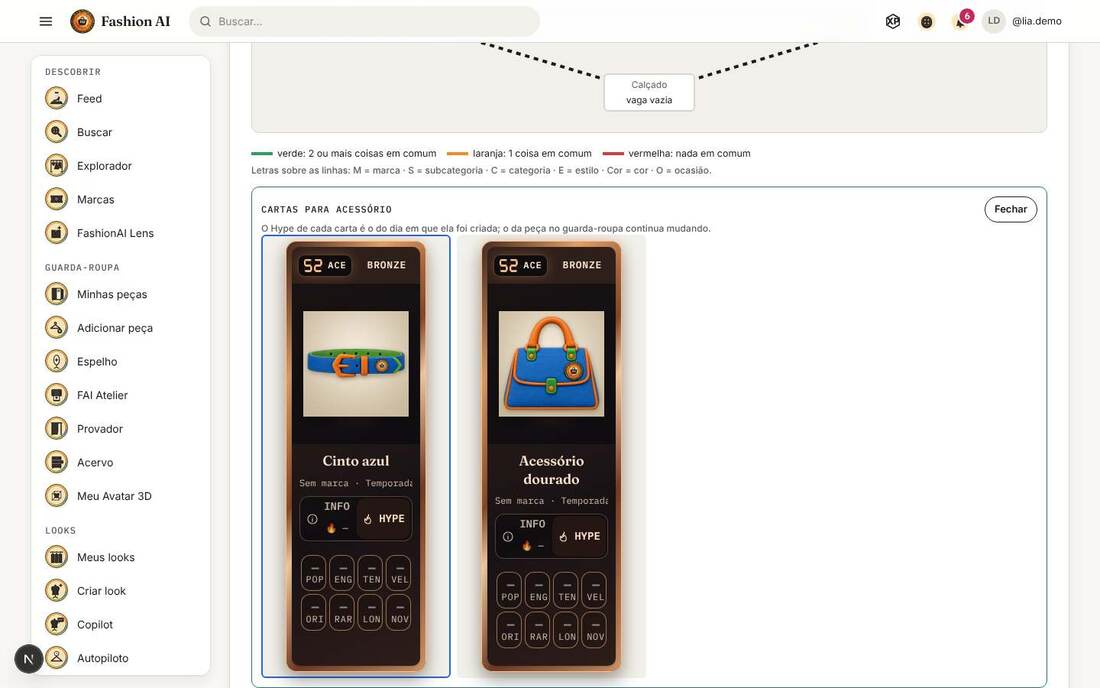 Fashion AI
Buscar...
XP
6
LD
@lia.demo
DESCOBRIR
Feed
Buscar
Explorador
Marcas
FashionAI Lens
GUARDA-ROUPA
Minhas peças
Adicionar peça
Espelho
FAI Atelier
Provador
Acervo
Meu Avatar 3D
LOOKS
Meus looks
Criar look
Copilot
Autopiloto
N
Calçado
vaga vazia
verde: 2 ou mais coisas em comum
laranja: 1 coisa em comum
vermelha: nada em comum
Letras sobre as linhas: M = marca · S = subcategoria · C = categoria · E = estilo · Cor = cor · O = ocasião.
CARTAS PARA ACESSÓRIO
Fechar
O Hype de cada carta é o do dia em que ela foi criada; o da peça no guarda-roupa continua mudando.
52 ACE BRONZE
Cinto azul
Sem marca · Temporada
INFO
—
HYPE
— — — —
POP ENG TEN VEL
— — — —
ORI RAR LON NOV
52 ACE BRONZE
Acessório
dourado
Sem marca · Temporada
INFO
—
HYPE
— — — —
POP ENG TEN VEL
— — — —
ORI RAR LON NOV